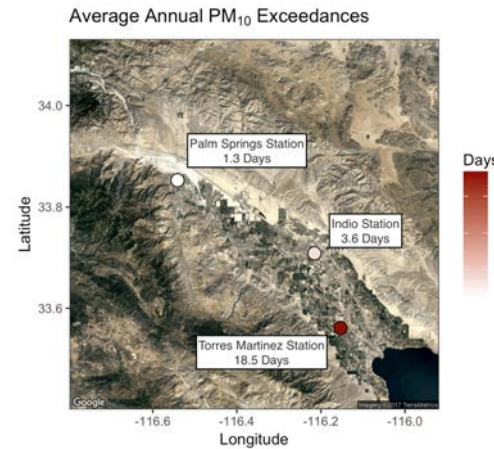 Average Annual PM₁₀ Exceedances
34.0
Palm Springs Station
1.3 Days
Days
33.8
Indio Station
3.6 Days
Latitude
33.6
Torres Martinez Station
18.5 Days
Google
Imagery ©2017 TerraMetrics
-116.6
-116.4
-116.2
-116.0
Longitude